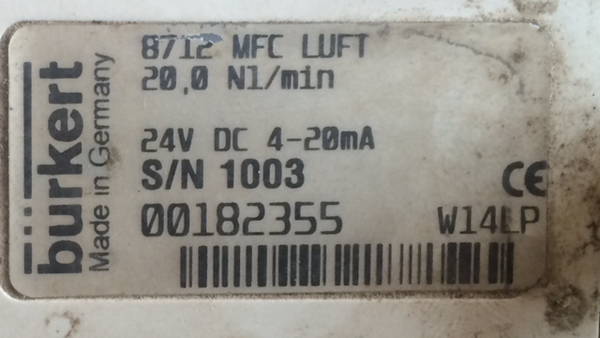 bürkert
Made in Germany
8712 MFC LUFT
20,0 Nl/min
24V DC 4-20mA
S/N 1003
CE
00182355 W14LP